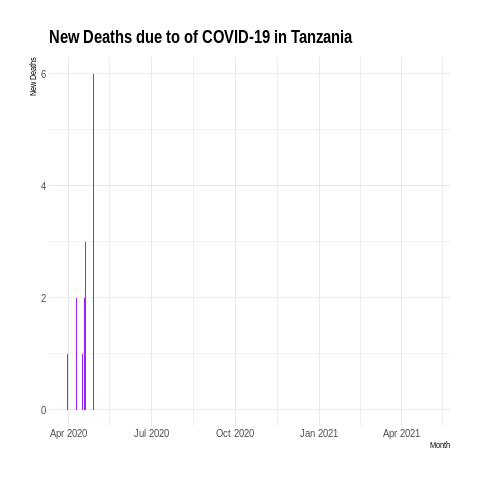 New Deaths due to of COVID-19 in Tanzania
New Deaths
6
4
2
0
Apr 2020 Jul 2020 Oct 2020 Jan 2021 Apr 2021
Month